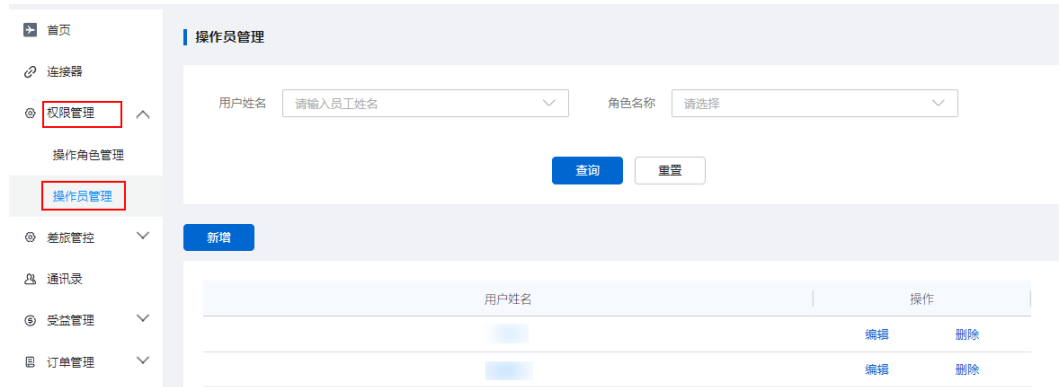 首页
连接器
权限管理
操作角色管理
操作员管理
差旅管控
通讯录
受益管理
订单管理
操作员管理
用户姓名 请输入员工姓名 角色名称 请选择
查询 重置
新增
用户姓名 操作
编辑 删除
编辑 删除